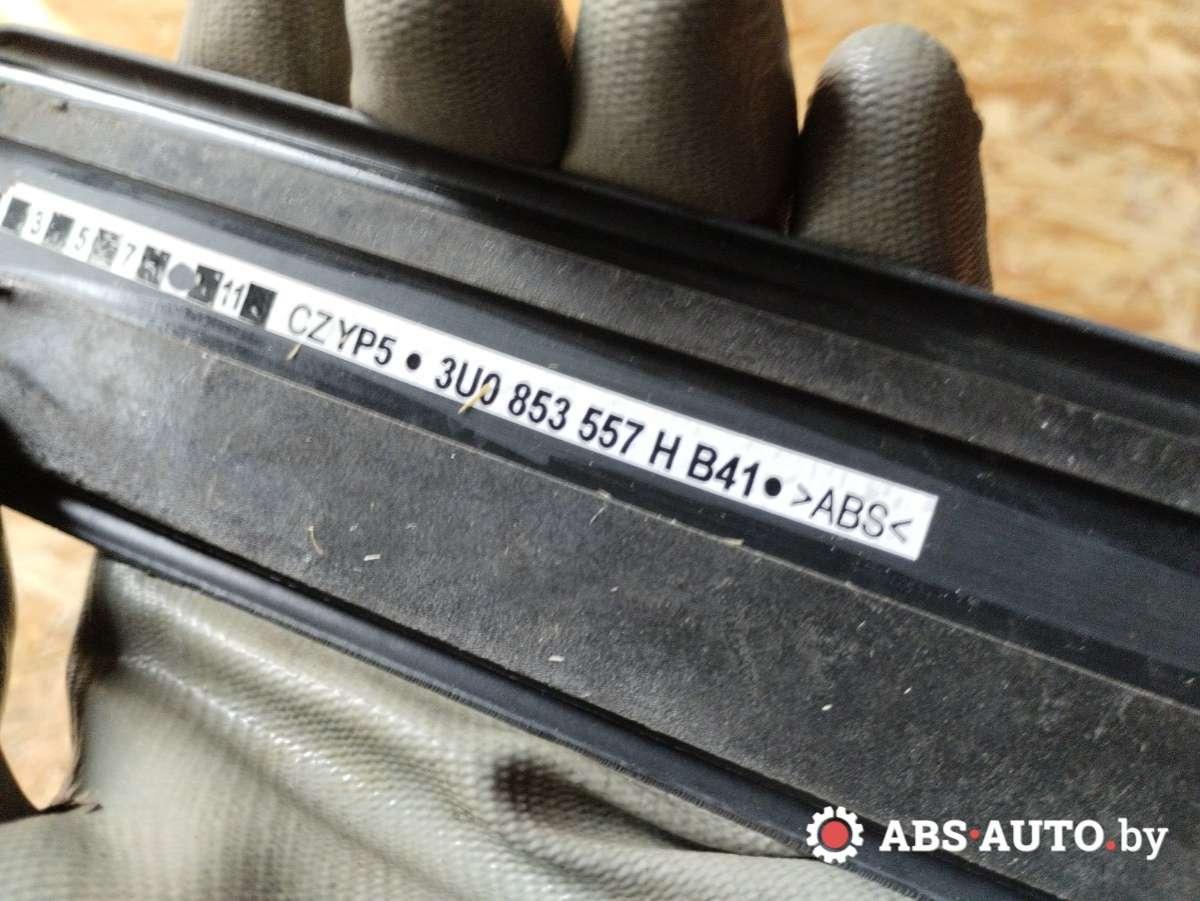 3 5 7 11 CZYP5 • 3U0 853 557 H B41 • >ABS<
ABS·AUTO.by